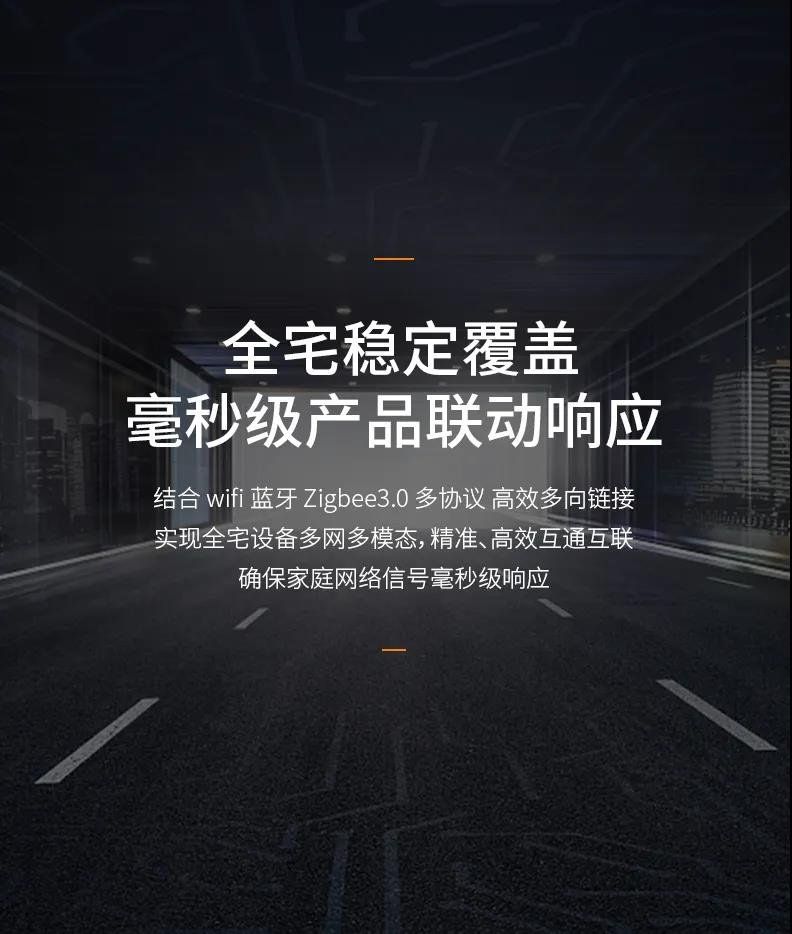 全宅稳定覆盖
毫秒级产品联动响应
结合 wifi 蓝牙 Zigbee3.0 多协议 高效多向链接
实现全宅设备多网多模态，精准、高效互通互联
确保家庭网络信号毫秒级响应